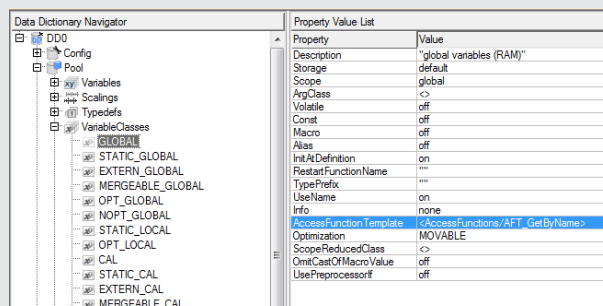 Data Dictionary Navigator
DD0
Config
Pool
Variables
Scalings
Typedefs
VariableClasses
GLOBAL
STATIC_GLOBAL
EXTERN_GLOBAL
MERGEABLE_GLOBAL
OPT_GLOBAL
NOPT_GLOBAL
STATIC_LOCAL
OPT_LOCAL
CAL
STATIC_CAL
EXTERN_CAL
MERGEABLE_CAL
Property Value List
Property Value
Description "global variables (RAM)"
Storage default
Scope global
ArgClass <>
Volatile off
Const off
Macro off
Alias off
InitAtDefinition on
RestartFunctionName ""
TypePrefix ""
UseName on
Info none
AccessFunctionTemplate <AccessFunctions/AFT_GetByName>
Optimization MOVABLE
ScopeReducedClass <>
OmitCastOfMacroValue off
UsePreprocessorIf off